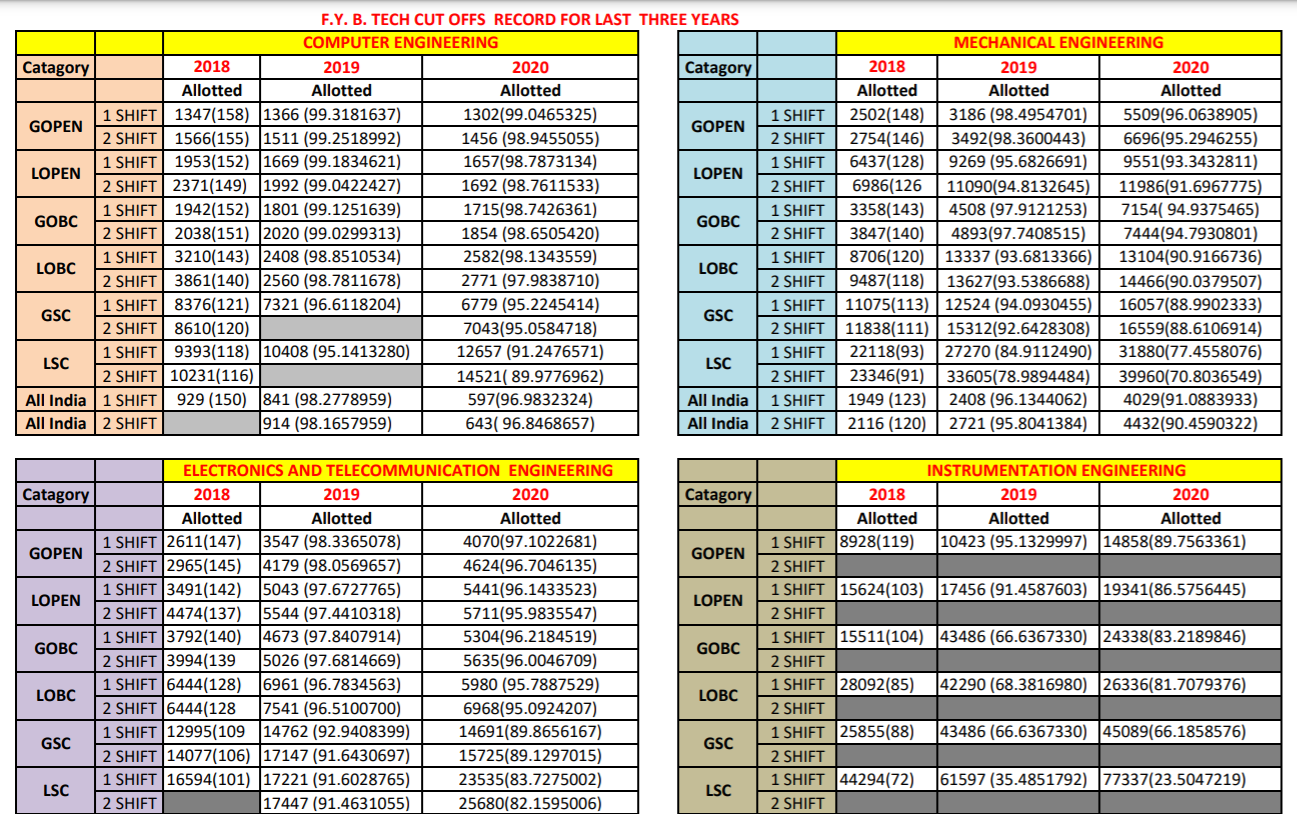 F.Y. B. TECH CUT OFFS RECORD FOR LAST THREE YEARS
COMPUTER ENGINEERING
Catagory 2018 2019 2020
Allotted Allotted Allotted
GOPEN 1 SHIFT 1347(158) 1366 (99.3181637) 1302(99.0465325)
2 SHIFT 1566(155) 1511 (99.2518992) 1456 (98.9455055)
LOPEN 1 SHIFT 1953(152) 1669 (99.1834621) 1657(98.7873134)
2 SHIFT 2371(149) 1992 (99.0422427) 1692 (98.7611533)
GOBC 1 SHIFT 1942(152) 1801 (99.1251639) 1715(98.7426361)
2 SHIFT 2038(151) 2020 (99.0299313) 1854 (98.6505420)
LOBC 1 SHIFT 3210(143) 2408 (98.8510534) 2582(98.1343559)
2 SHIFT 3861(140) 2560 (98.7811678) 2771 (97.9838710)
GSC 1 SHIFT 8376(121) 7321 (96.6118204) 6779 (95.2245414)
2 SHIFT 8610(120) 7043(95.0584718)
LSC 1 SHIFT 9393(118) 10408 (95.1413280) 12657 (91.2476571)
2 SHIFT 10231(116) 14521( 89.9776962)
All India 1 SHIFT 929 (150) 841 (98.2778959) 597(96.9832324)
All India 2 SHIFT 914 (98.1657959) 643( 96.8468657)
MECHANICAL ENGINEERING
Catagory 2018 2019 2020
Allotted Allotted Allotted
GOPEN 1 SHIFT 2502(148) 3186 (98.4954701) 5509(96.0638905)
2 SHIFT 2754(146) 3492(98.3600443) 6696(95.2946255)
LOPEN 1 SHIFT 6437(128) 9269 (95.6826691) 9551(93.3432811)
2 SHIFT 6986(126 11090(94.8132645) 11986(91.6967775)
GOBC 1 SHIFT 3358(143) 4508 (97.9121253) 7154( 94.9375465)
2 SHIFT 3847(140) 4893(97.7408515) 7444(94.7930801)
LOBC 1 SHIFT 8706(120) 13337 (93.6813366) 13104(90.9166736)
2 SHIFT 9487(118) 13627(93.5386688) 14466(90.0379507)
GSC 1 SHIFT 11075(113) 12524 (94.0930455) 16057(88.9902333)
2 SHIFT 11838(111) 15312(92.6428308) 16559(88.6106914)
LSC 1 SHIFT 22118(93) 27270 (84.9112490) 31880(77.4558076)
2 SHIFT 23346(91) 33605(78.9894484) 39960(70.8036549)
All India 1 SHIFT 1949 (123) 2408 (96.1344062) 4029(91.0883933)
All India 2 SHIFT 2116 (120) 2721 (95.8041384) 4432(90.4590322)
ELECTRONICS AND TELECOMMUNICATION ENGINEERING
Catagory 2018 2019 2020
Allotted Allotted Allotted
GOPEN 1 SHIFT 2611(147) 3547 (98.3365078) 4070(97.1022681)
2 SHIFT 2965(145) 4179 (98.0569657) 4624(96.7046135)
LOPEN 1 SHIFT 3491(142) 5043 (97.6727765) 5441(96.1433523)
2 SHIFT 4474(137) 5544 (97.4410318) 5711(95.9835547)
GOBC 1 SHIFT 3792(140) 4673 (97.8407914) 5304(96.2184519)
2 SHIFT 3994(139 5026 (97.6814669) 5635(96.0046709)
LOBC 1 SHIFT 6444(128) 6961 (96.7834563) 5980 (95.7887529)
2 SHIFT 6444(128 7541 (96.5100700) 6968(95.0924207)
GSC 1 SHIFT 12995(109 14762 (92.9408399) 14691(89.8656167)
2 SHIFT 14077(106) 17147 (91.6430697) 15725(89.1297015)
LSC 1 SHIFT 16594(101) 17221 (91.6028765) 23535(83.7275002)
2 SHIFT 17447 (91.4631055) 25680(82.1595006)
INSTRUMENTATION ENGINEERING
Catagory 2018 2019 2020
Allotted Allotted Allotted
GOPEN 1 SHIFT 8928(119) 10423 (95.1329997) 14858(89.7563361)
2 SHIFT
LOPEN 1 SHIFT 15624(103) 17456 (91.4587603) 19341(86.5756445)
2 SHIFT
GOBC 1 SHIFT 15511(104) 43486 (66.6367330) 24338(83.2189846)
2 SHIFT
LOBC 1 SHIFT 28092(85) 42290 (68.3816980) 26336(81.7079376)
2 SHIFT
GSC 1 SHIFT 25855(88) 43486 (66.6367330) 45089(66.1858576)
2 SHIFT
LSC 1 SHIFT 44294(72) 61597 (35.4851792) 77337(23.5047219)
2 SHIFT